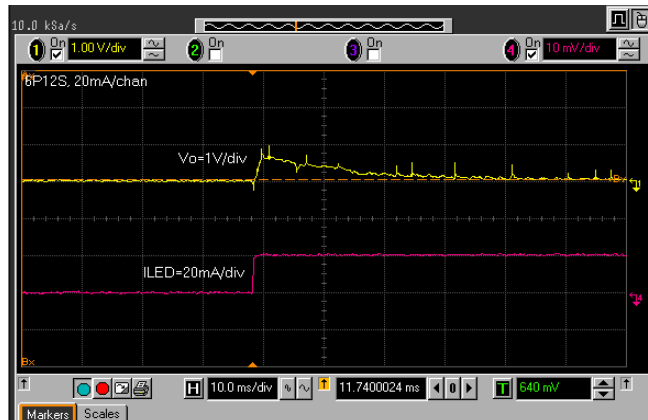 10.0 kSa/s
1 On 1.00 V/div 2 On 3 On 4 On 10 mV/div
6P12S, 20mA/chan
Vo=1V/div
Bx
ILED=20mA/div
Bx
H 10.0 ms/div 11.7400024 ms 0 T 640 mV
Markers Scales